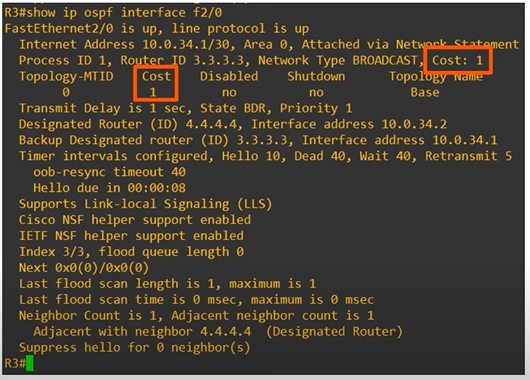 R3#show ip ospf interface f2/0
FastEthernet2/0 is up, line protocol is up
Internet Address 10.0.34.1/30, Area 0, Attached via Network Statement
Process ID 1, Router ID 3.3.3.3, Network Type BROADCAST, Cost: 1
Topology-MTID Cost Disabled Shutdown Topology Name
0 1 no no Base
Transmit Delay is 1 sec, State BDR, Priority 1
Designated Router (ID) 4.4.4.4, Interface address 10.0.34.2
Backup Designated router (ID) 3.3.3.3, Interface address 10.0.34.1
Timer intervals configured, Hello 10, Dead 40, Wait 40, Retransmit 5
oob-resync timeout 40
Hello due in 00:00:08
Supports Link-local Signaling (LLS)
Cisco NSF helper support enabled
IETF NSF helper support enabled
Index 3/3, flood queue length 0
Next 0x0(0)/0x0(0)
Last flood scan length is 1, maximum is 1
Last flood scan time is 0 msec, maximum is 0 msec
Neighbor Count is 1, Adjacent neighbor count is 1
Adjacent with neighbor 4.4.4.4 (Designated Router)
Suppress hello for 0 neighbor(s)
R3#